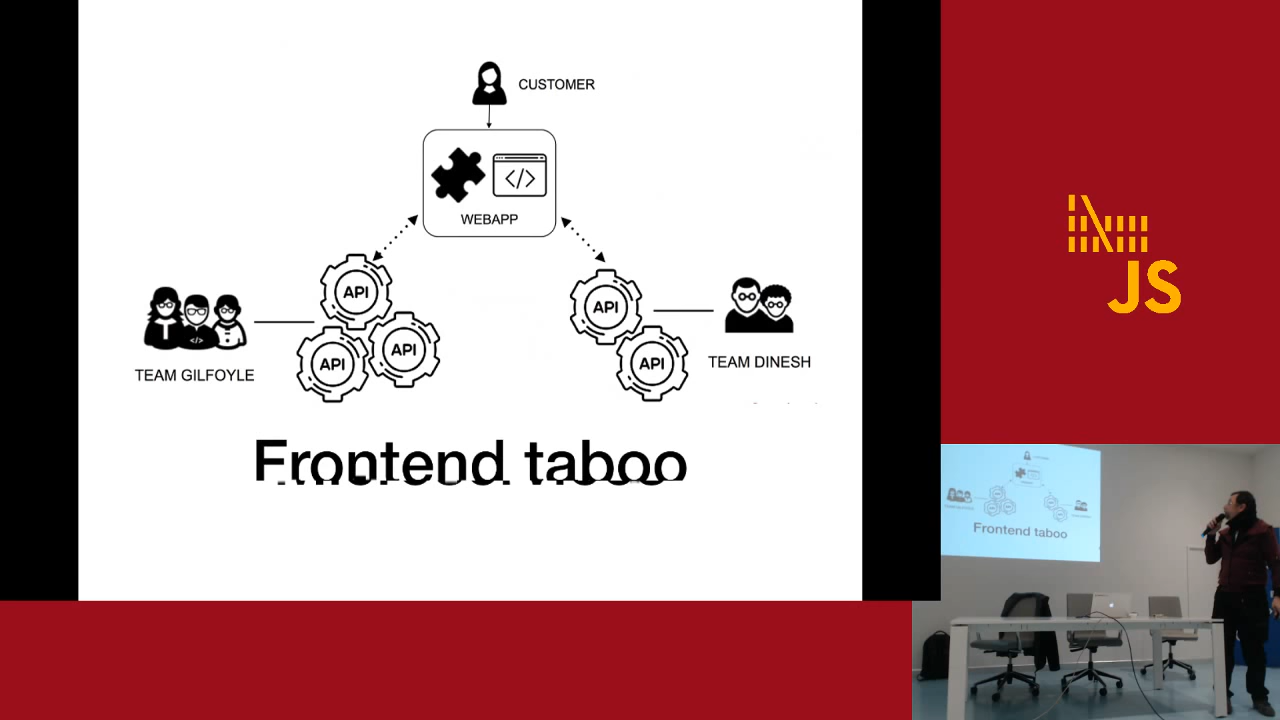 CUSTOMER
</>
WEBAPP
API
API
API
API
API
</>
TEAM GILFOYLE
TEAM DINESH
Frontend taboo
JS
Frontend taboo